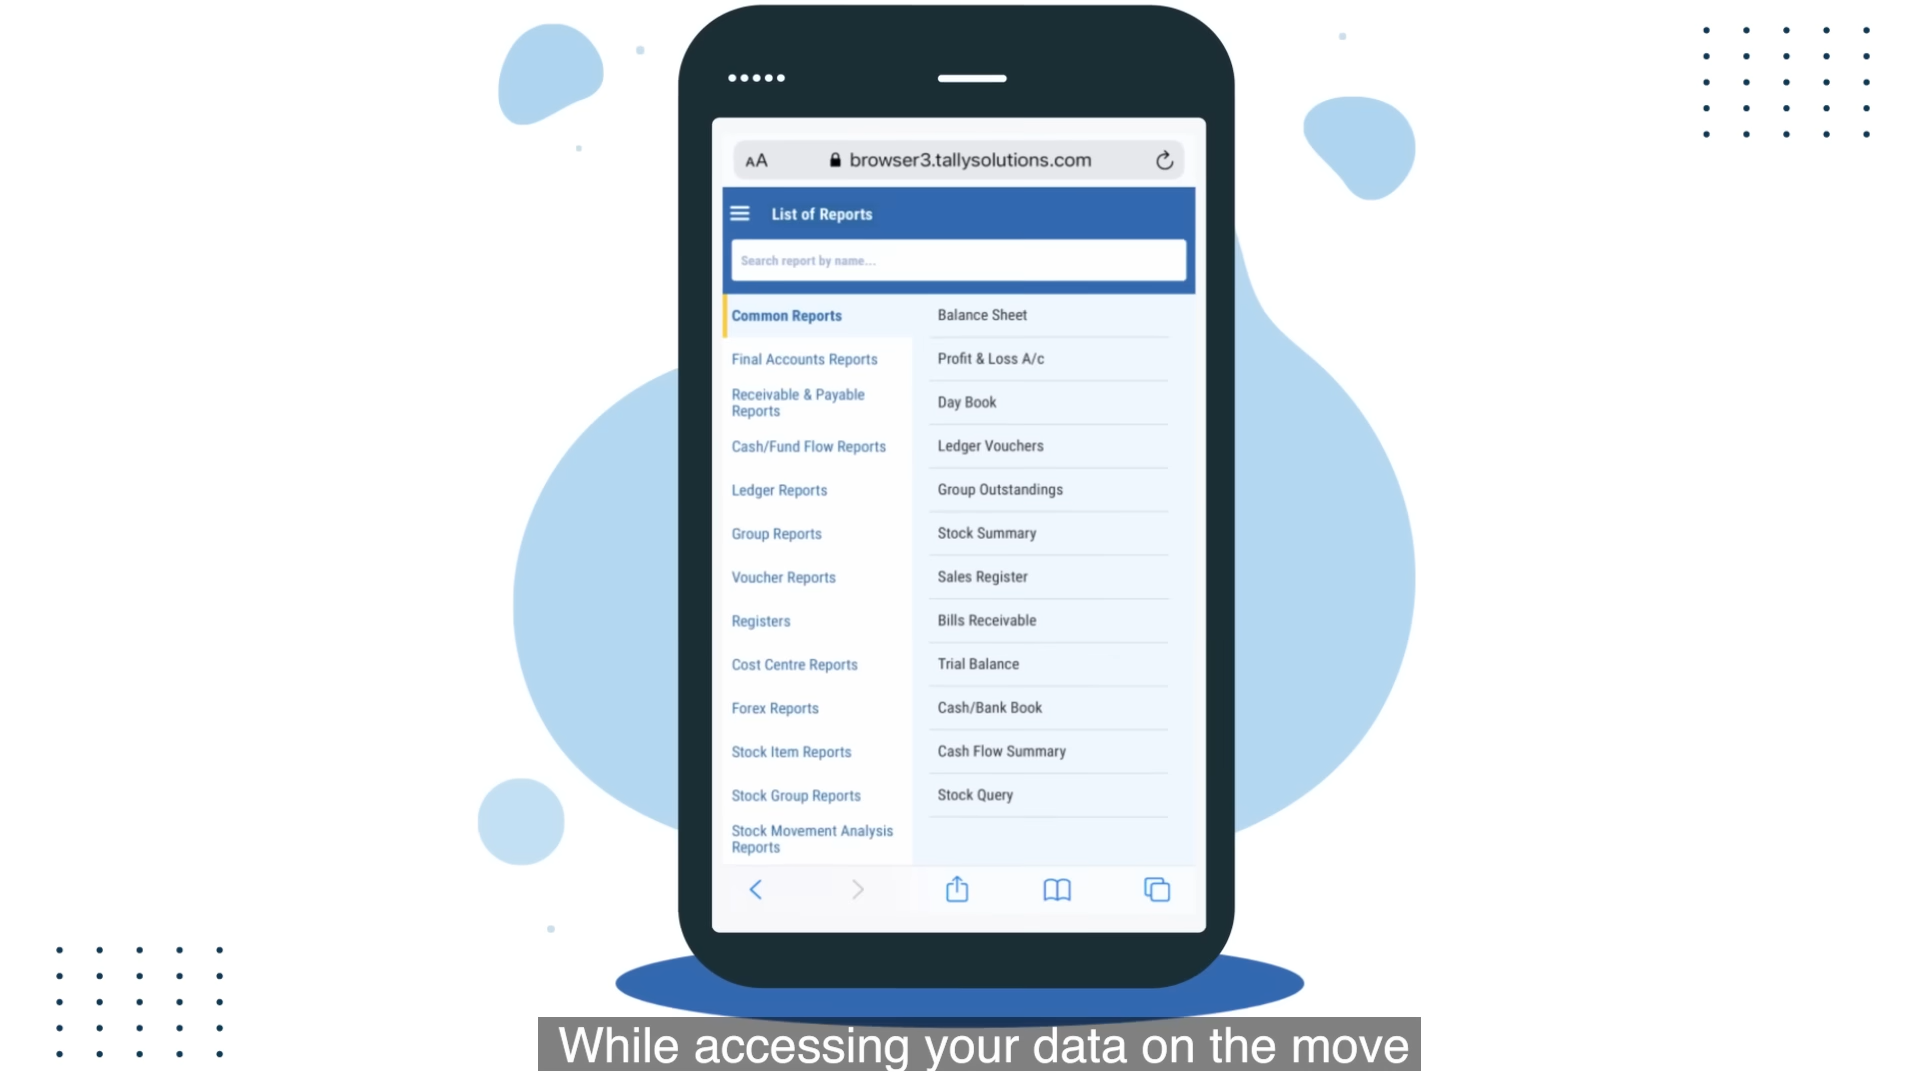 AA browser3.tallysolutions.com
List of Reports
Search report by name...
Common Reports
Final Accounts Reports
Receivable & Payable
Reports
Cash/Fund Flow Reports
Ledger Reports
Group Reports
Voucher Reports
Registers
Cost Centre Reports
Forex Reports
Stock Item Reports
Stock Group Reports
Stock Movement Analysis
Reports
Balance Sheet
Profit & Loss A/c
Day Book
Ledger Vouchers
Group Outstandings
Stock Summary
Sales Register
Bills Receivable
Trial Balance
Cash/Bank Book
Cash Flow Summary
Stock Query
While accessing your data on the move